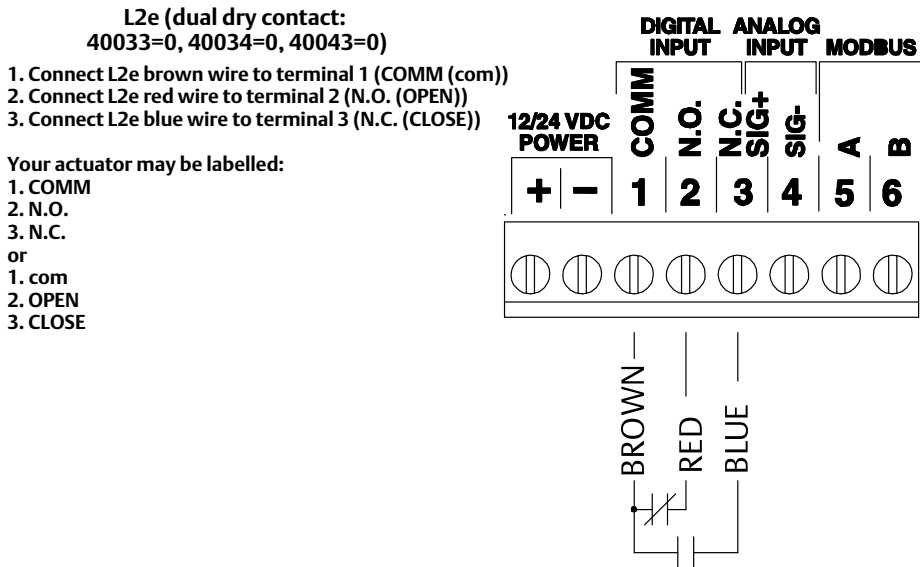 L2e (dual dry contact:
40033=0, 40034=0, 40043=0)
1. Connect L2e brown wire to terminal 1 (COMM (com))
2. Connect L2e red wire to terminal 2 (N.O. (OPEN))
3. Connect L2e blue wire to terminal 3 (N.C. (CLOSE))
Your actuator may be labelled:
1. COMM
2. N.O.
3. N.C.
or
1. com
2. OPEN
3. CLOSE
DIGITAL INPUT
ANALOG INPUT
MODBUS
12/24 VDC
POWER
COMM
N.O.
N.C.
SIG+
SIG-
A
B
+ − 1 2 3 4 5 6
BROWN
RED
BLUE